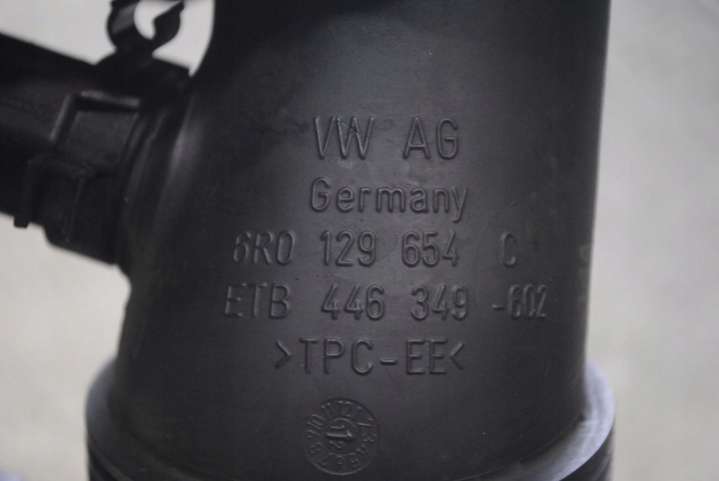 VW AG
Germany
6R0 129 654 C
ETB 446 349 -602
>TPC-EE<